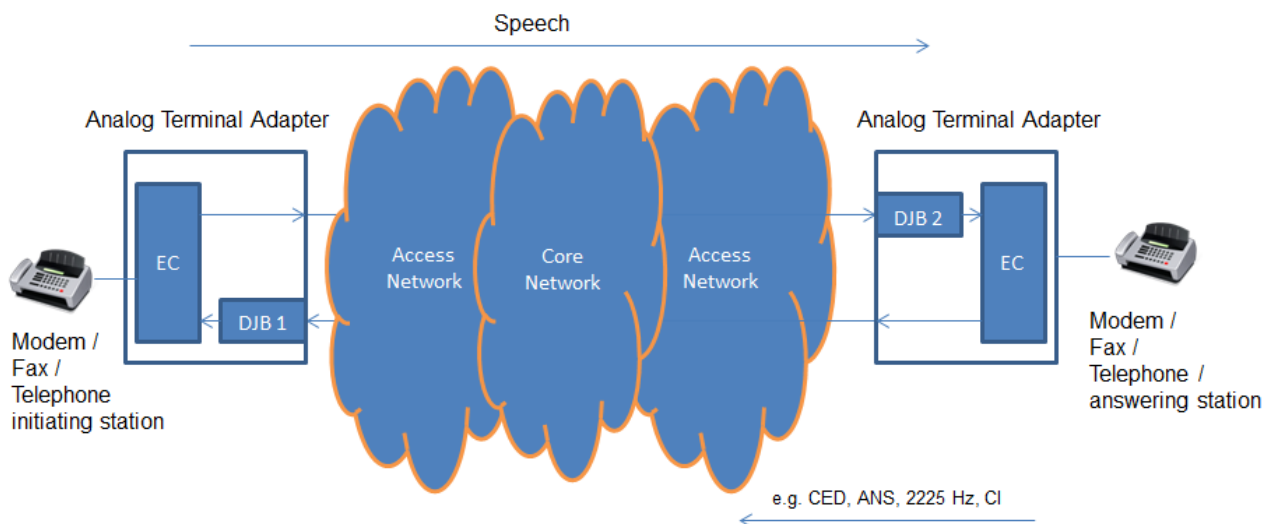 Speech
Analog Terminal Adapter
Analog Terminal Adapter
EC
DJB 1
Access
Network
Core
Network
Access
Network
DJB 2
EC
Modem /
Fax /
Telephone
initiating station
Modem /
Fax /
Telephone /
answering station
e.g. CED, ANS, 2225 Hz, CI